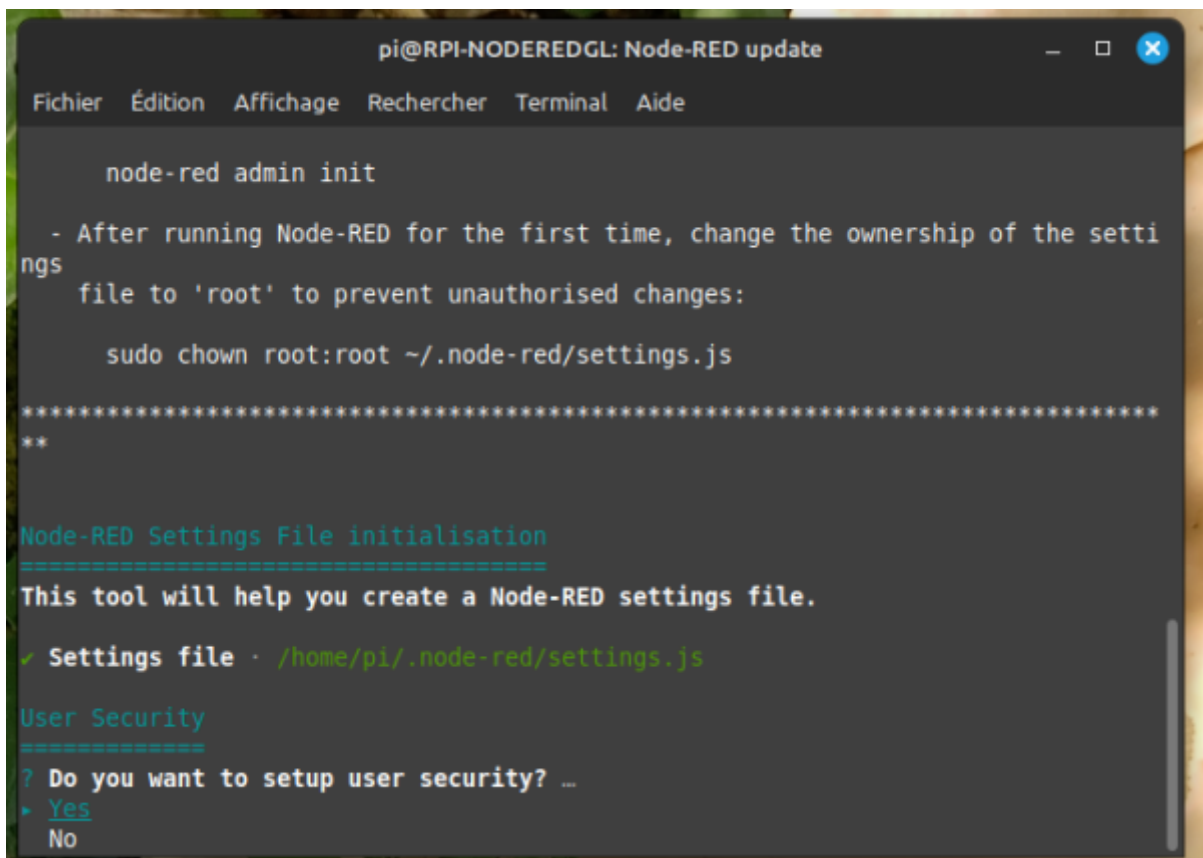 pi@RPI-NODEREDGL: Node-RED update
Fichier Édition Affichage Rechercher Terminal Aide
node-red admin init
- After running Node-RED for the first time, change the ownership of the setti
ngs
file to 'root' to prevent unauthorised changes:
sudo chown root:root ~/.node-red/settings.js
********************************************************************************
**
Node-RED Settings File initialisation
=====================================
This tool will help you create a Node-RED settings file.
✔ Settings file · /home/pi/.node-red/settings.js
User Security
=============
? Do you want to setup user security? …
▸ Yes
No